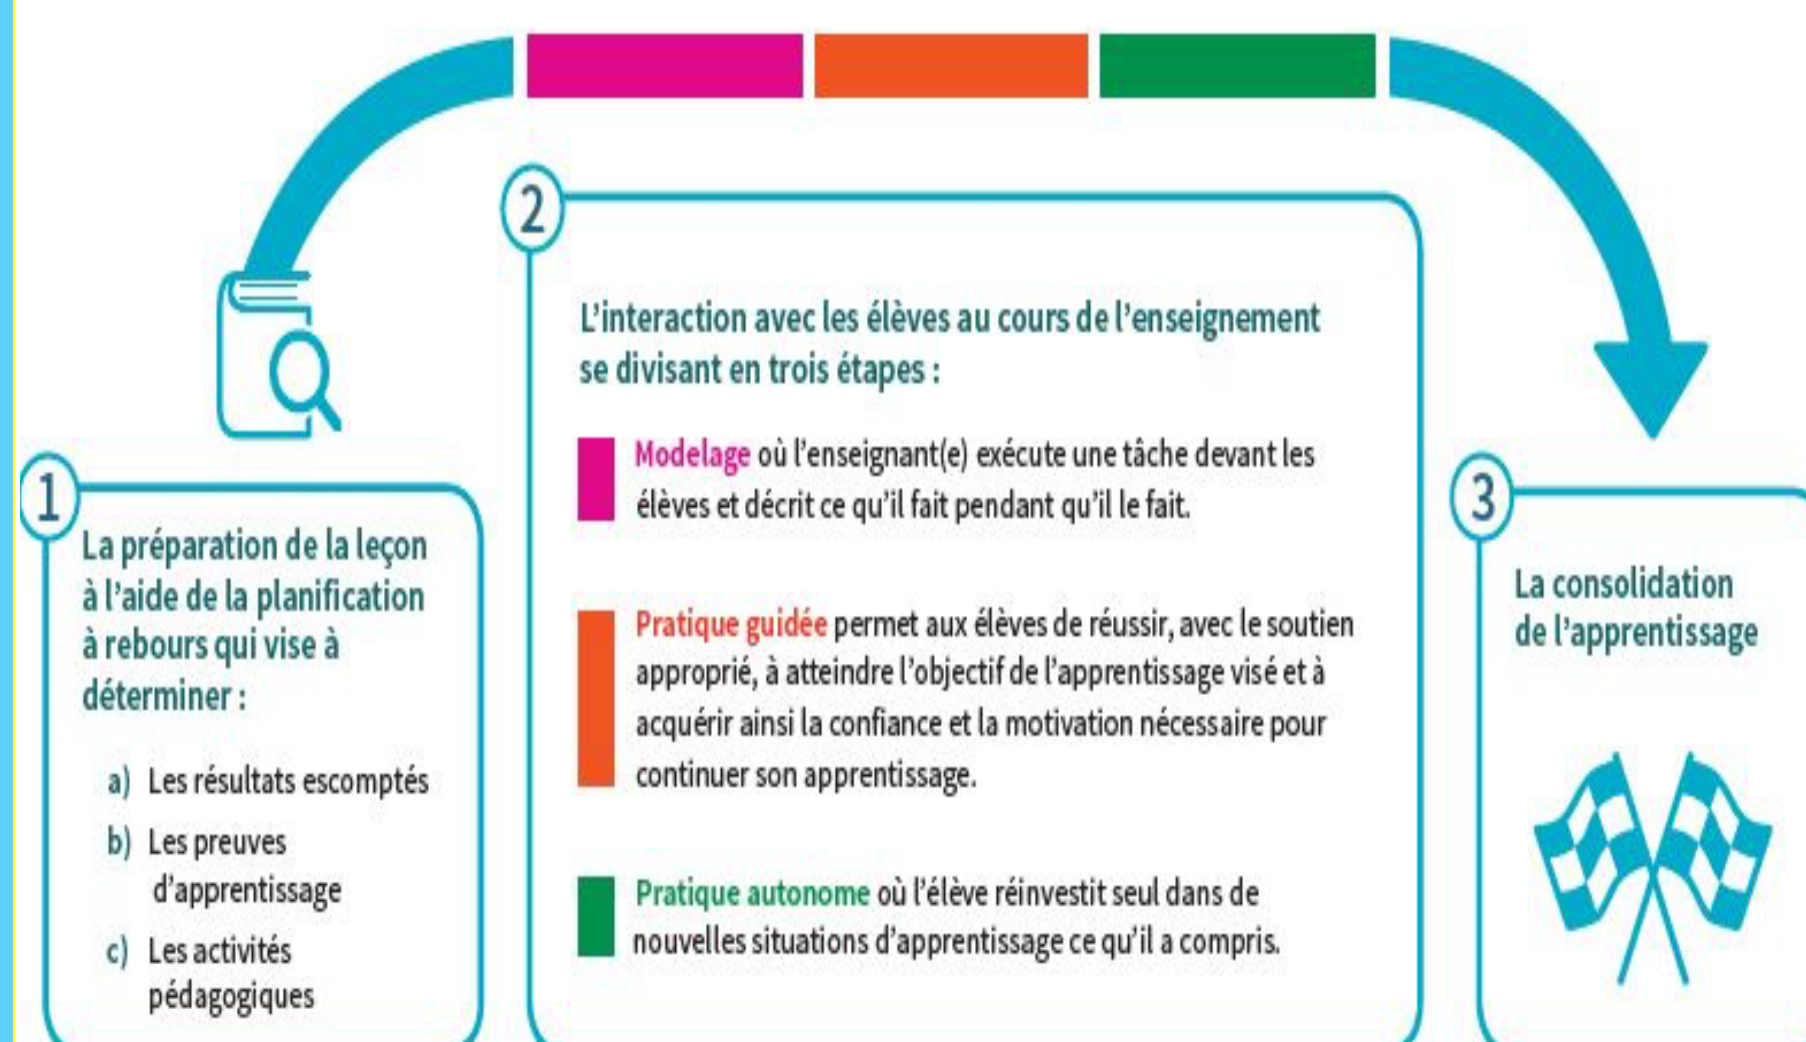 1
La préparation de la leçon
à l'aide de la planification
à rebours qui vise à
déterminer :
a) Les résultats escomptés
b) Les preuves
d'apprentissage
c) Les activités
pédagogiques
2
L'interaction avec les élèves au cours de l'enseignement
se divisant en trois étapes :
Modelage où l'enseignant(e) exécute une tâche devant les
élèves et décrit ce qu'il fait pendant qu'il le fait.
Pratique guidée permet aux élèves de réussir, avec le soutien
approprié, à atteindre l'objectif de l'apprentissage visé et à
acquérir ainsi la confiance et la motivation nécessaire pour
continuer son apprentissage.
Pratique autonome où l'élève réinvestit seul dans de
nouvelles situations d'apprentissage ce qu'il a compris.
3
La consolidation
de l'apprentissage